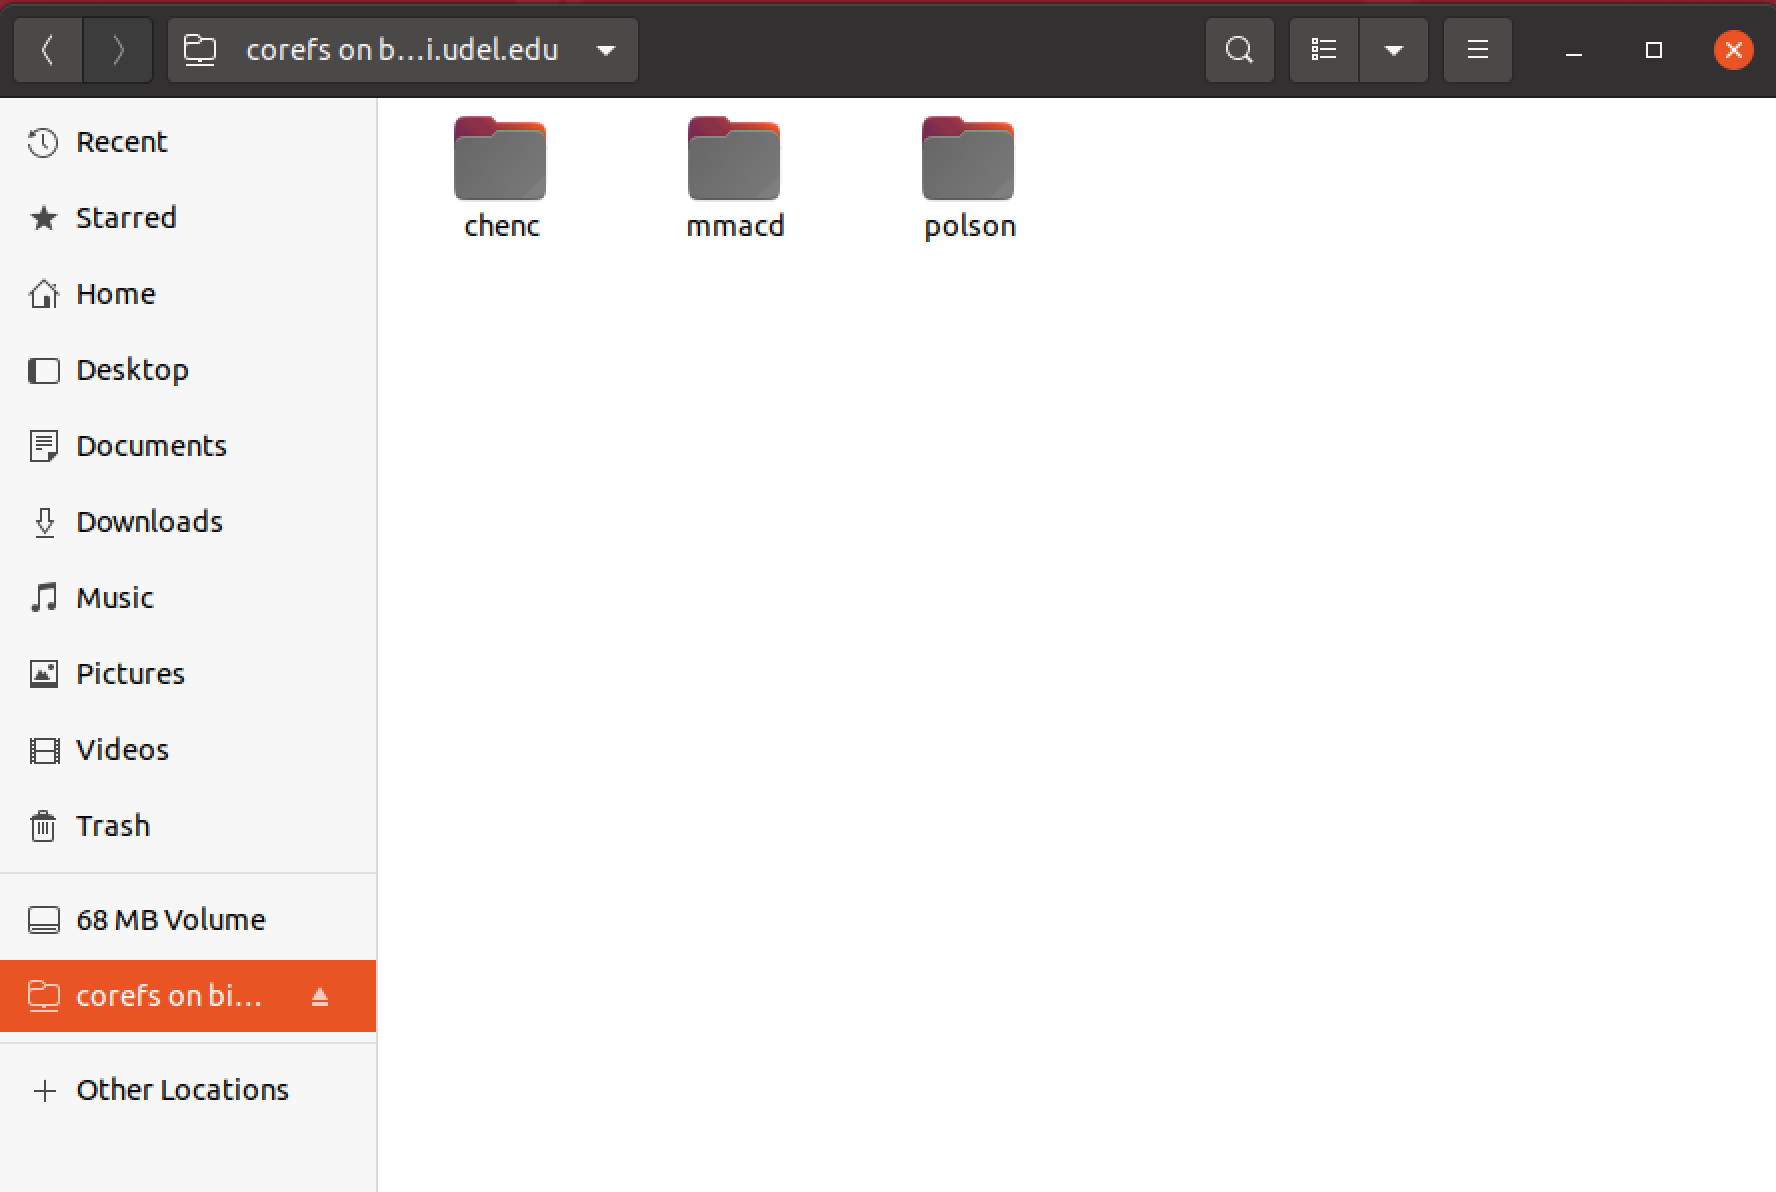 corefs on b...i.udel.edu
Recent
Starred
Home
Desktop
Documents
Downloads
Music
Pictures
Videos
Trash
68 MB Volume
corefs on bi...
Other Locations
chenc
mmacd
polson